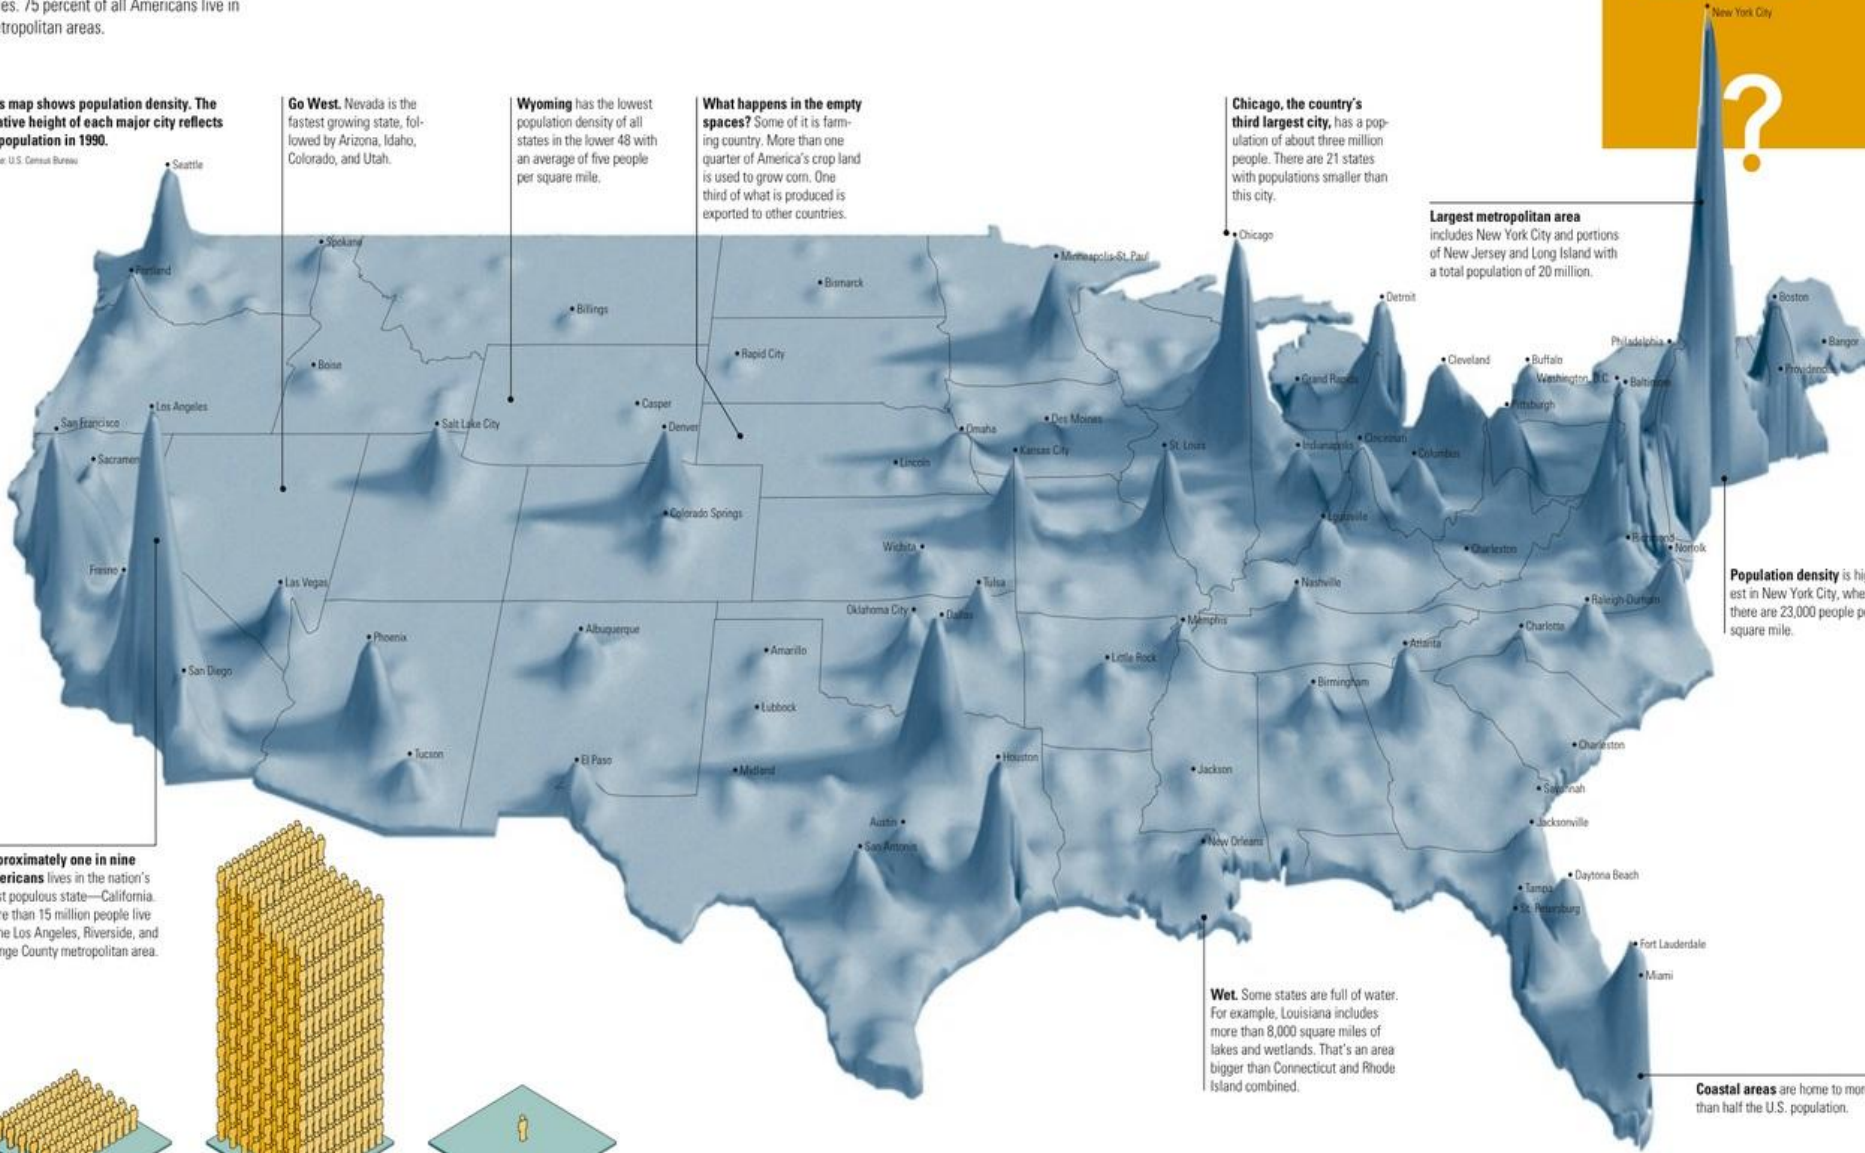 es. 75 percent of all Americans live in
tropolitan areas.
s map shows population density. The
ative height of each major city reflects
population in 1990.
e: U.S. Census Bureau
Go West. Nevada is the
fastest growing state, fol-
lowed by Arizona, Idaho,
Colorado, and Utah.
Wyoming has the lowest
population density of all
states in the lower 48 with
an average of five people
per square mile.
What happens in the empty
spaces? Some of it is farm-
ing country. More than one
quarter of America's crop land
is used to grow corn. One
third of what is produced is
exported to other countries.
Chicago, the country's
third largest city, has a pop-
ulation of about three million
people. There are 21 states
with populations smaller than
this city.
New York City
?
Largest metropolitan area
includes New York City and portions
of New Jersey and Long Island with
a total population of 20 million.
Seattle
Spokane
Portland
Chicago
Minneapolis-St. Paul
Bismarck
Billings
Detroit
Boston
Philadelphia
Bangor
Rapid City
Boise
Cleveland
Buffalo
Grand Rapids
Washington, D.C.
Baltimore
Providence
Los Angeles
Casper
Pittsburgh
San Francisco
Salt Lake City
Denver
Omaha
Des Moines
Sacramen
Lincoln
Kansas City
St. Louis
Indianapolis
Cincinnati
Columbus
Colorado Springs
Louisville
Wichita
Charleston
Richmond
Norfolk
Fresno
Las Vegas
Tulsa
Nashville
Oklahoma City
Dallas
Raleigh-Durham
Phoenix
Albuquerque
Memphis
Charlotte
Amarillo
Little Rock
Atlanta
San Diego
Birmingham
Lubbock
Tucson
El Paso
Midland
Houston
Jackson
Charleston
Savannah
Austin
San Antonio
New Orleans
Jacksonville
Daytona Beach
Tampa
St. Petersburg
Fort Lauderdale
Miami
Population density is hi
est in New York City, whe
there are 23,000 people p
square mile.
proximately one in nine
ericans lives in the nation's
st populous state—California.
re than 15 million people live
he Los Angeles, Riverside, and
nge County metropolitan area.
Wet. Some states are full of water.
For example, Louisiana includes
more than 8,000 square miles of
lakes and wetlands. That's an area
bigger than Connecticut and Rhode
Island combined.
Coastal areas are home to mor
than half the U.S. population.